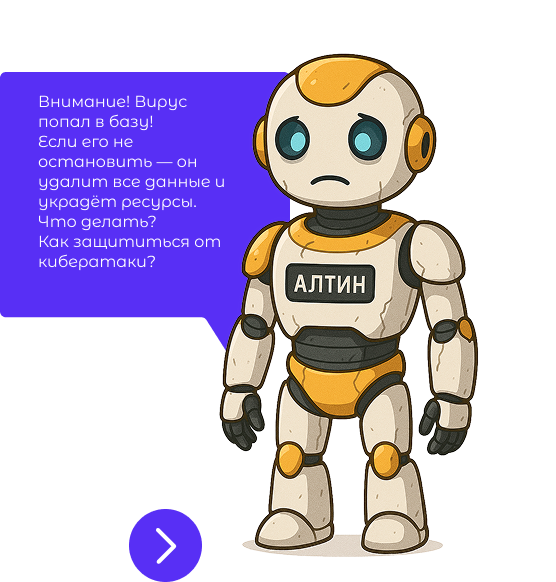 Внимание! Вирус
попал в базу!
Если его не
остановить — он
удалит все данные и
украдёт ресурсы.
Что делать?
Как защититься от
кибератаки?
АЛТИН